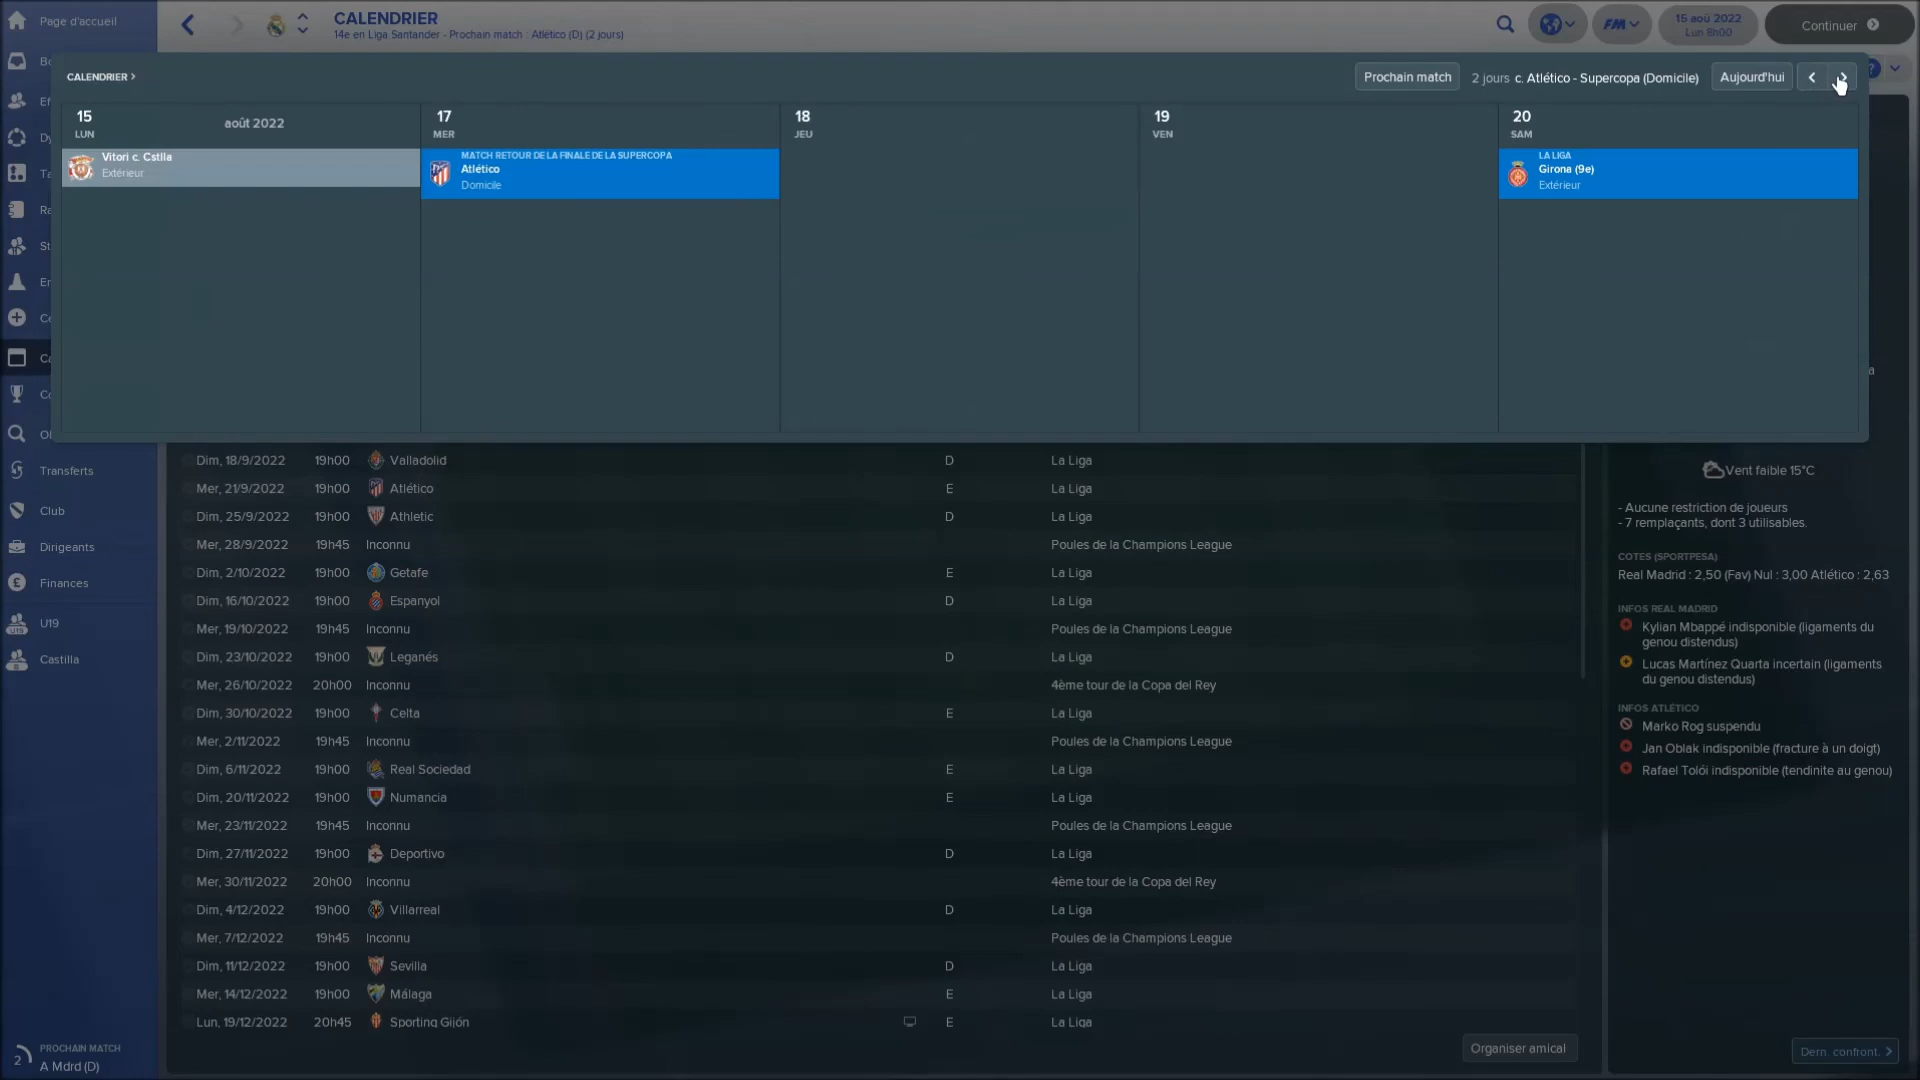 Page d'accueil
CALENDRIER
14e en Liga Santander - Prochain match : Atlético (D) (2 jours)
FM
15 aoû 2022
Lun 8h00
Continuer
CALENDRIER >
Prochain match
2 jours c. Atlético - Supercopa (Domicile)
Aujourd'hui
15
LUN
août 2022
17
MER
18
JEU
19
VEN
20
SAM
Vitori c. Cstlla
Extérieur
MATCH RETOUR DE LA FINALE DE LA SUPERCOPA
Atlético
Domicile
LA LIGA
Girona (9e)
Extérieur
Transferts
Club
Dirigeants
Finances
U19
Castilla
Dim, 18/9/2022 19h00 Valladolid D La Liga
Mer, 21/9/2022 19h00 Atlético E La Liga
Dim, 25/9/2022 19h00 Athletic D La Liga
Mer, 28/9/2022 19h45 Inconnu Poules de la Champions League
Dim, 2/10/2022 19h00 Getafe E La Liga
Dim, 16/10/2022 19h00 Espanyol D La Liga
Mer, 19/10/2022 19h45 Inconnu Poules de la Champions League
Dim, 23/10/2022 19h00 Leganés D La Liga
Mer, 26/10/2022 20h00 Inconnu 4ème tour de la Copa del Rey
Dim, 30/10/2022 19h00 Celta E La Liga
Mer, 2/11/2022 19h45 Inconnu Poules de la Champions League
Dim, 6/11/2022 19h00 Real Sociedad E La Liga
Dim, 20/11/2022 19h00 Numancia E La Liga
Mer, 23/11/2022 19h45 Inconnu Poules de la Champions League
Dim, 27/11/2022 19h00 Deportivo D La Liga
Mer, 30/11/2022 20h00 Inconnu 4ème tour de la Copa del Rey
Dim, 4/12/2022 19h00 Villarreal D La Liga
Mer, 7/12/2022 19h45 Inconnu Poules de la Champions League
Dim, 11/12/2022 19h00 Sevilla D La Liga
Mer, 14/12/2022 19h00 Málaga E La Liga
Lun, 19/12/2022 20h45 Sporting Gijón E La Liga
Organiser amical
Vent faible 15°C
- Aucune restriction de joueurs
- 7 remplaçants, dont 3 utilisables.
COTES (SPORTPESA)
Real Madrid : 2,50 (Fav) Nul : 3,00 Atlético : 2,63
INFOS REAL MADRID
Kylian Mbappé indisponible (ligaments du
genou distendus)
Lucas Martínez Quarta incertain (ligaments
du genou distendus)
INFOS ATLÉTICO
Marko Rog suspendu
Jan Oblak indisponible (fracture à un doigt)
Rafael Tolói indisponible (tendinite au genou)
Dern. confront. >
2
PROCHAIN MATCH
A Mdrd (D)